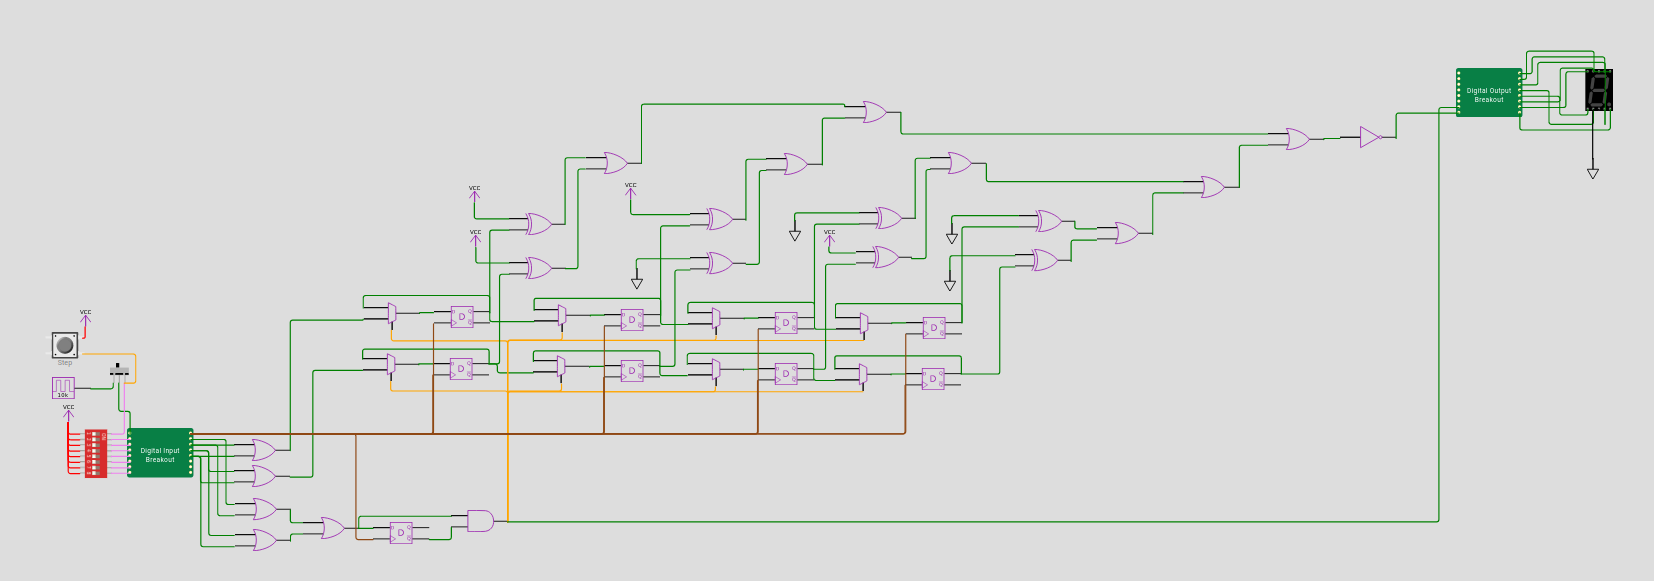 Digital Output
Breakout
VCC
VCC
VCC
VCC
VCC
Step
10k
VCC
Digital Input
Breakout
D
Q
D
Q
D
Q
D
Q
D
Q
D
Q
D
Q
D
Q
D
Q